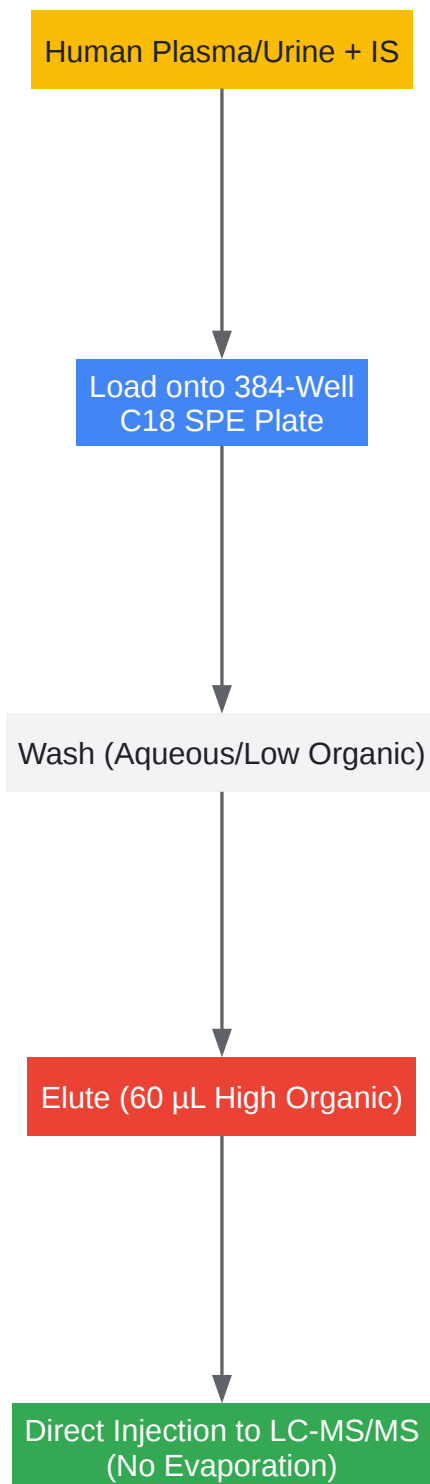 Human Plasma/Urine + IS
Load onto 384-Well
C18 SPE Plate
Wash (Aqueous/Low Organic)
Elute (60 µL High Organic)
Direct Injection to LC-MS/MS
(No Evaporation)